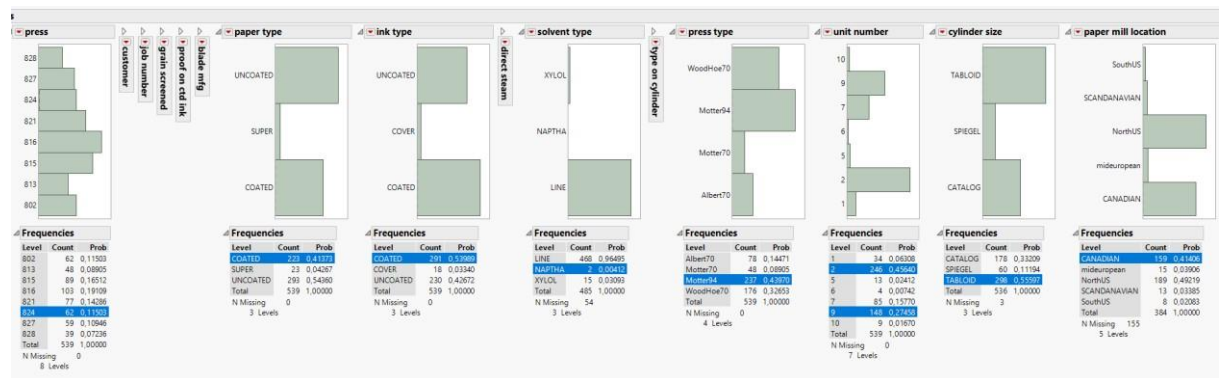 s
press
828
827
824
821
816
815
813
802
Frequencies
Level Count Prob
802 62 0,11503
813 48 0,08905
815 89 0,16512
816 103 0,19109
821 77 0,14286
824 62 0,11503
827 59 0,10946
828 39 0,07236
Total 539 1,00000
N Missing 0
8 Levels
customer
job number
grain screened
proof on ctd ink
blade mfg
paper type
UNCOATED
SUPER
COATED
Frequencies
Level Count Prob
COATED 223 0,41373
SUPER 23 0,04267
UNCOATED 293 0,54360
Total 539 1,00000
N Missing 0
3 Levels
ink type
UNCOATED
COVER
COATED
Frequencies
Level Count Prob
COATED 291 0,53989
COVER 18 0,03340
UNCOATED 230 0,42672
Total 539 1,00000
N Missing 0
3 Levels
direct steam
solvent type
XYLOL
NAPTHA
LINE
Frequencies
Level Count Prob
LINE 468 0,96495
NAPTHA 2 0,00412
XYLOL 15 0,03093
Total 485 1,00000
N Missing 54
3 Levels
type on cylinder
press type
WoodHoe70
Motter94
Motter70
Albert70
Frequencies
Level Count Prob
Albert70 78 0,14471
Motter70 48 0,08905
Motter94 237 0,43970
WoodHoe70 176 0,32653
Total 539 1,00000
N Missing 0
4 Levels
unit number
10
9
7
6
5
2
1
Frequencies
Level Count Prob
1 34 0,06308
2 246 0,45640
5 13 0,02412
6 4 0,00742
7 85 0,15770
9 148 0,27458
10 9 0,01670
Total 539 1,00000
N Missing 0
7 Levels
cylinder size
TABLOID
SPIEGEL
CATALOG
Frequencies
Level Count Prob
CATALOG 178 0,33209
SPIEGEL 60 0,11194
TABLOID 298 0,55597
Total 536 1,00000
N Missing 3
3 Levels
paper mill location
SouthUS
SCANDANAVIAN
NorthUS
mideuropean
CANADIAN
Frequencies
Level Count Prob
CANADIAN 159 0,41406
mideuropean 15 0,03906
NorthUS 189 0,49219
SCANDANAVIAN 13 0,03385
SouthUS 8 0,02083
Total 384 1,00000
N Missing 155
5 Levels